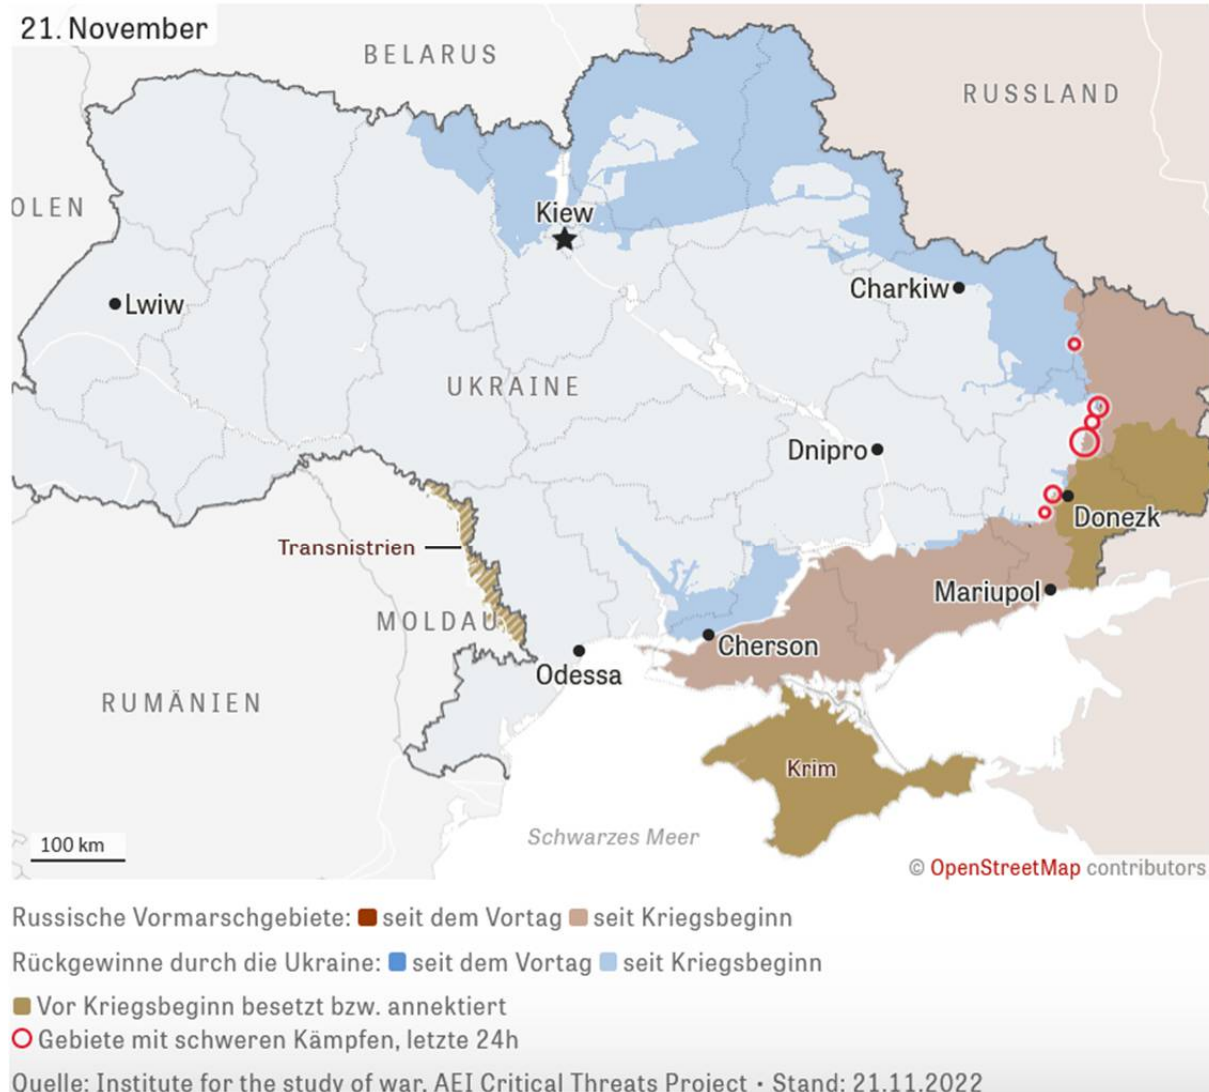 21. November
BELARUS
RUSSLAND
OLEN
Kiew
Lwiw
Charkiw
UKRAINE
Dnipro
Donezk
Transnistrien
Mariupol
MOLDAU
Cherson
Odessa
RUMÄNIEN
Krim
100 km
Schwarzes Meer
© OpenStreetMap contributors
Russische Vormarschgebiete: seit dem Vortag seit Kriegsbeginn
Rückgewinne durch die Ukraine: seit dem Vortag seit Kriegsbeginn
Vor Kriegsbeginn besetzt bzw. annektiert
Gebiete mit schweren Kämpfen, letzte 24h
Quelle: Institute for the study of war, AEI Critical Threats Project • Stand: 21.11.2022